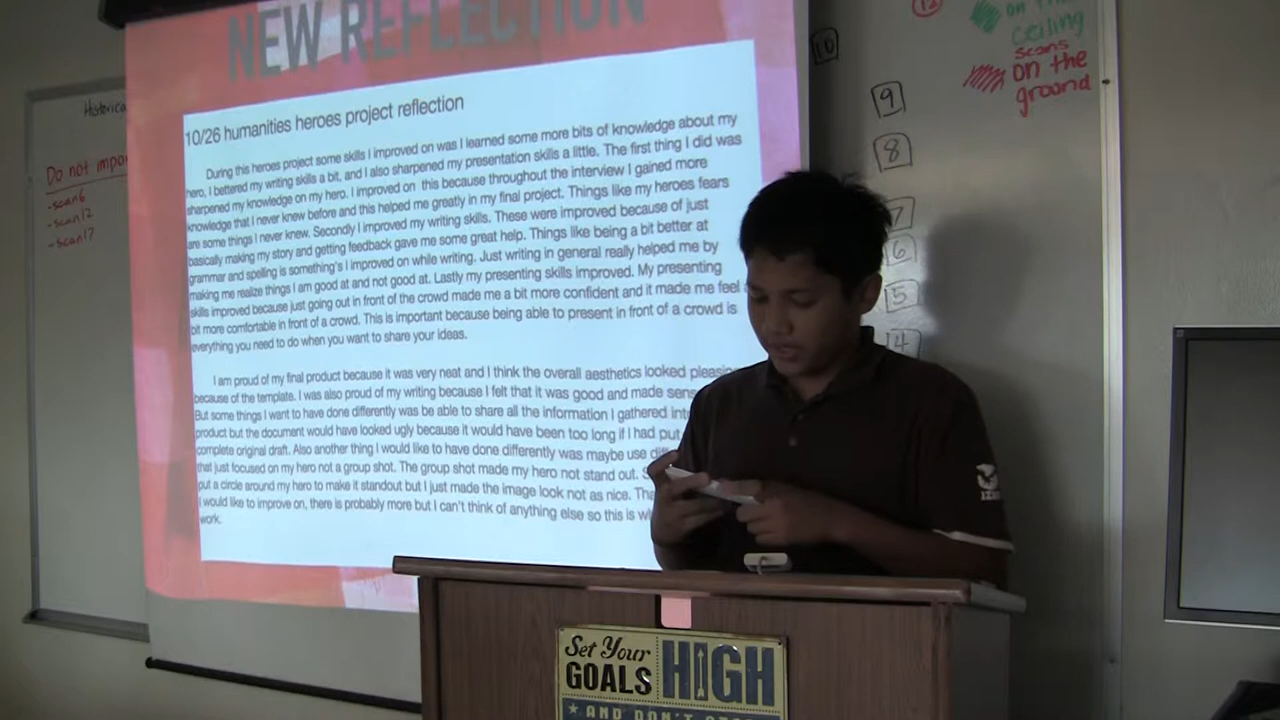 NEW REFLECTION
10/26 humanities heroes project reflection
During this heroes project some skills I improved on was I learned some more bits of knowledge about my
hero, I bettered my writing skills a bit, and I also sharpened my presentation skills a little. The first thing I did was
sharpened my knowledge on my hero. I improved on this because throughout the interview I gained more
knowledge that I never knew before and this helped me greatly in my final project. Things like my heroes fears
are some things I never knew. Secondly I improved my writing skills. These were improved because of just
basically making my story and getting feedback gave me some great help. Things like being a bit better at
grammar and spelling is something's I improved on while writing. Just writing in general really helped me by
making me realize things I am good at and not good at. Lastly my presenting skills improved. My presenting
skills improved because just going out in front of the crowd made me a bit more confident and it made me feel
bit more comfortable in front of a crowd. This is important because being able to present in front of a crowd is
everything you need to do when you want to share your ideas.
I am proud of my final product because it was very neat and I think the overall aesthetics looked pleasing
because of the template. I was also proud of my writing because I felt that it was good and made
But some things I want to have done differently was be able to share all the information I gathered
product but the document would have looked ugly because it would have been too long if I had put
complete original draft. Also another thing I would like to have done differently was maybe use
that just focused on my hero not a group shot. The group shot made my hero not stand out.
put a circle around my hero to make it standout but I just made the image look not as nice.
I would like to improve on, there is probably more but I can't think of anything else so this is
work.
Do not
-scan6
-scan12
-scan17
12
on the
ceiling
scans
on the
ground
10
9
8
7
6
5
4
Set Your
GOALS
HIGH
AND DON'T